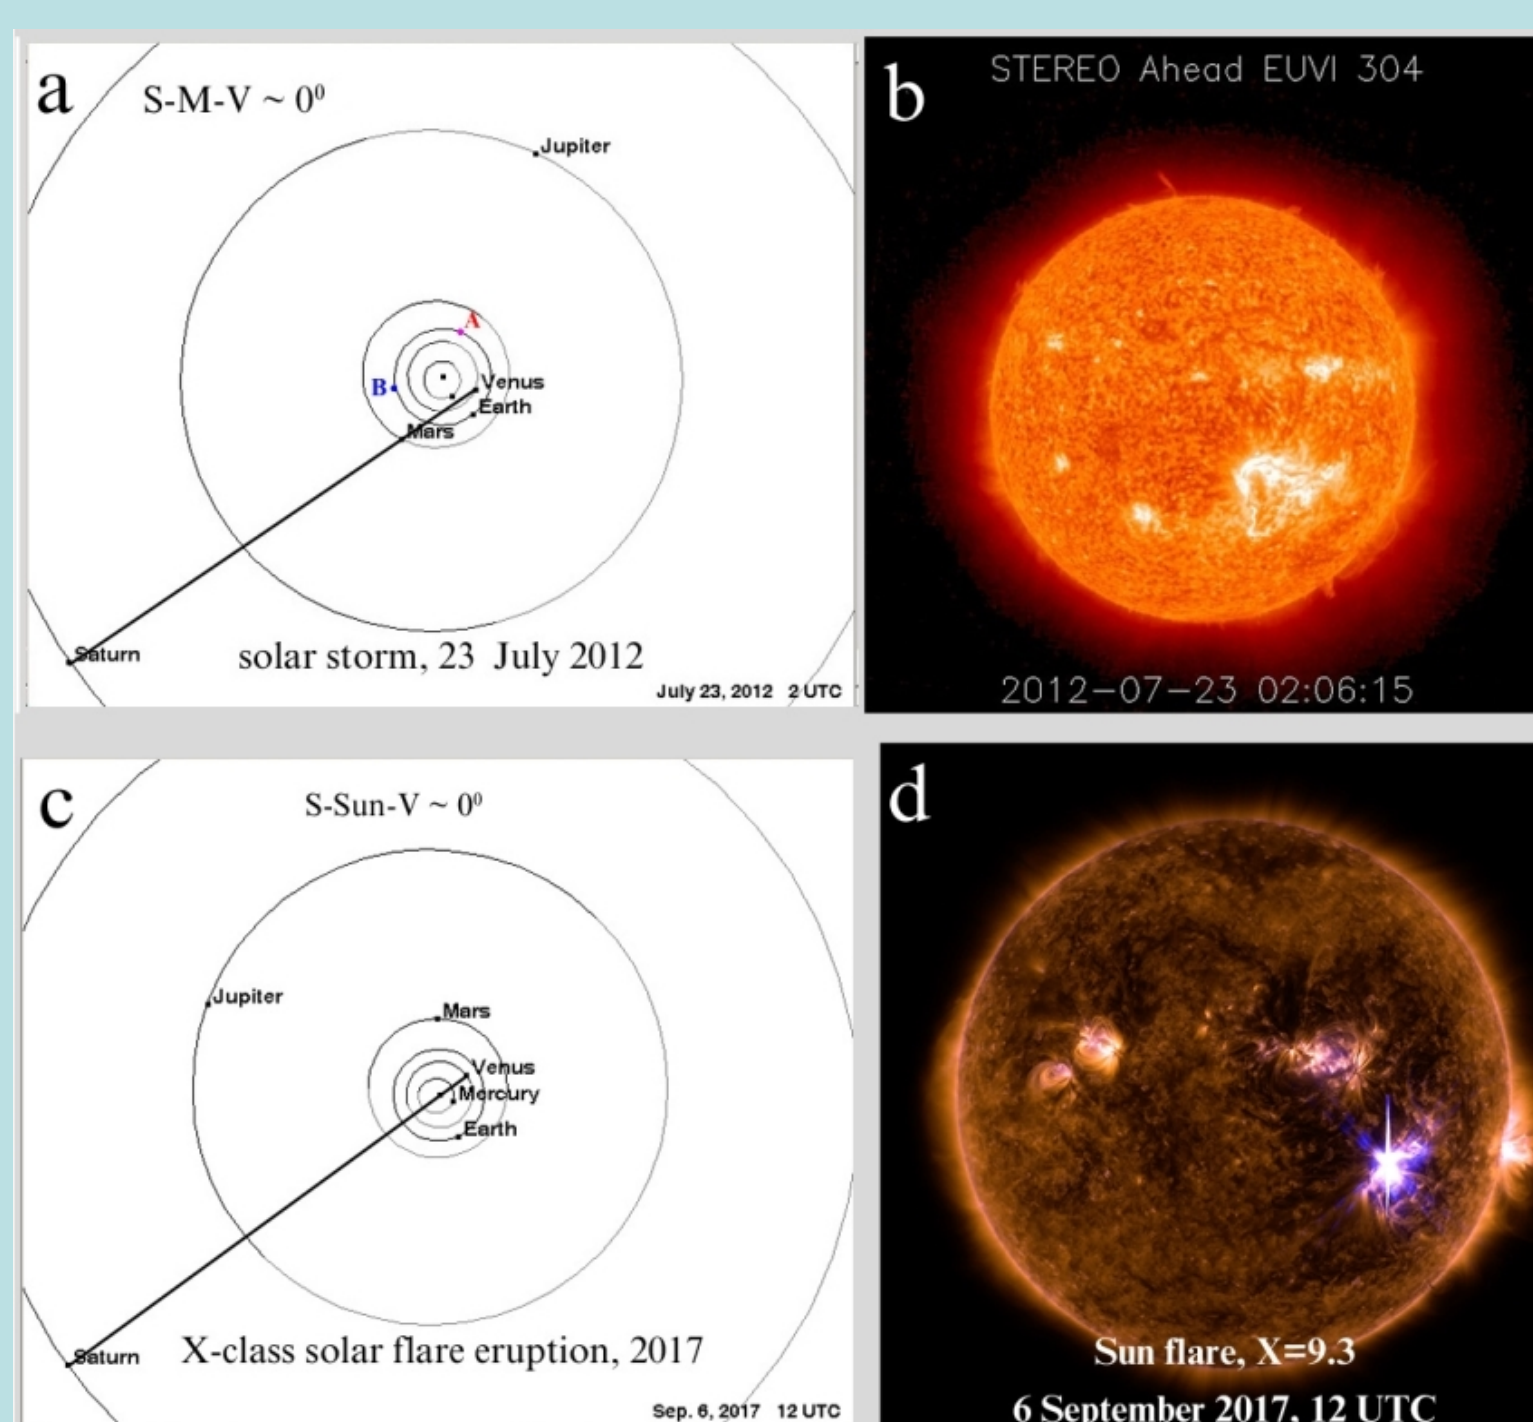 a
S-M-V ~ 0⁰
Jupiter
A
B
Venus
Earth
Mars
Saturn
solar storm, 23 July 2012
July 23, 2012 2 UTC
b
STEREO Ahead EUVI 304
2012-07-23 02:06:15
c
S-Sun-V ~ 0⁰
Jupiter
Mars
Venus
Mercury
Earth
Saturn
X-class solar flare eruption, 2017
Sep. 6, 2017 12 UTC
d
Sun flare, X=9.3
6 September 2017, 12 UTC